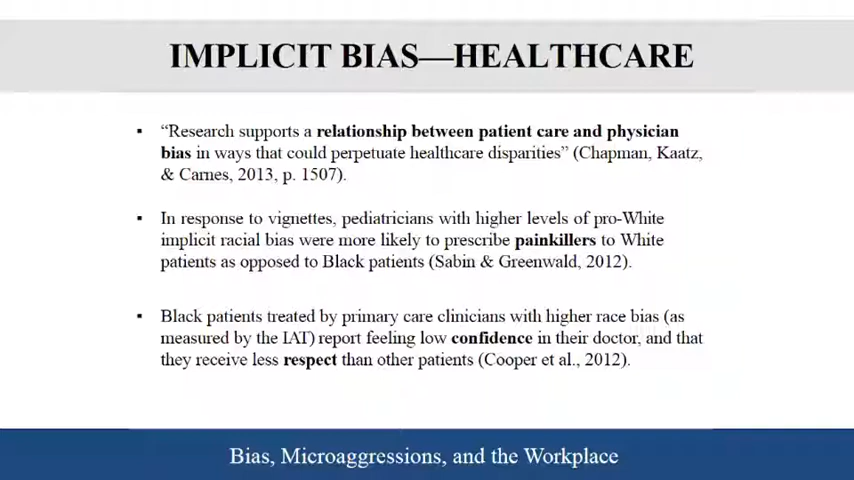 IMPLICIT BIAS—HEALTHCARE
▪ “Research supports a relationship between patient care and physician
bias in ways that could perpetuate healthcare disparities” (Chapman, Kaatz,
& Carnes, 2013, p. 1507).
▪ In response to vignettes, pediatricians with higher levels of pro-White
implicit racial bias were more likely to prescribe painkillers to White
patients as opposed to Black patients (Sabin & Greenwald, 2012).
▪ Black patients treated by primary care clinicians with higher race bias (as
measured by the IAT) report feeling low confidence in their doctor, and that
they receive less respect than other patients (Cooper et al., 2012).
Bias, Microaggressions, and the Workplace